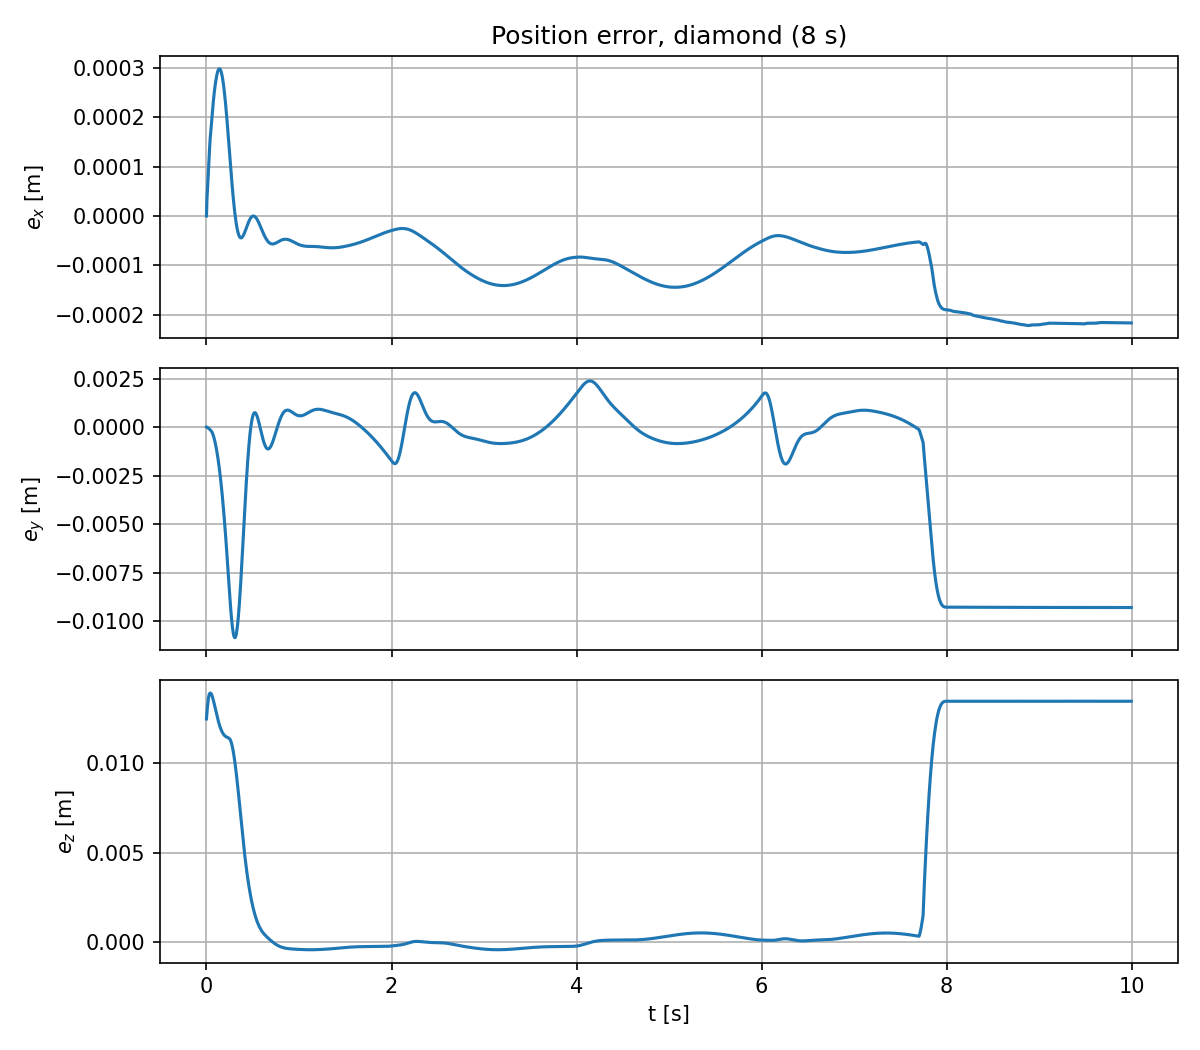 Position error, diamond (8 s)
0.0003
0.0002
0.0001
0.0000
−0.0001
−0.0002
e_x [m]
0.0025
0.0000
−0.0025
−0.0050
−0.0075
−0.0100
e_y [m]
0.010
0.005
0.000
e_z [m]
0 2 4 6 8 10
t [s]